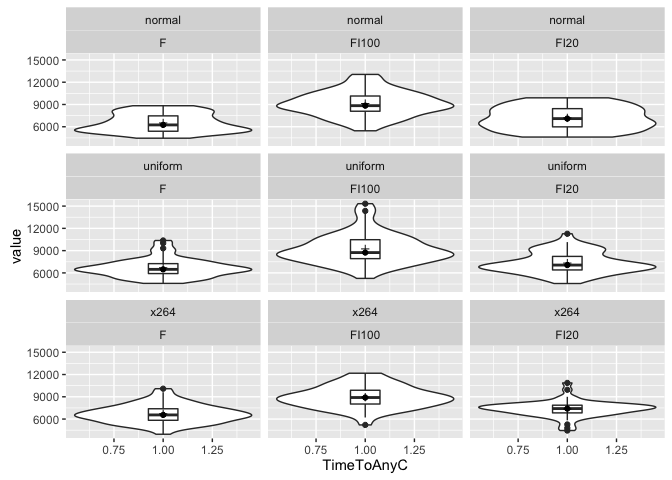 normal normal normal
F FI100 FI20
15000
12000
9000
6000
uniform uniform uniform
F FI100 FI20
15000
12000
9000
6000
value
x264 x264 x264
F FI100 FI20
15000
12000
9000
6000
0.75 1.00 1.25 0.75 1.00 1.25 0.75 1.00 1.25
TimeToAnyC